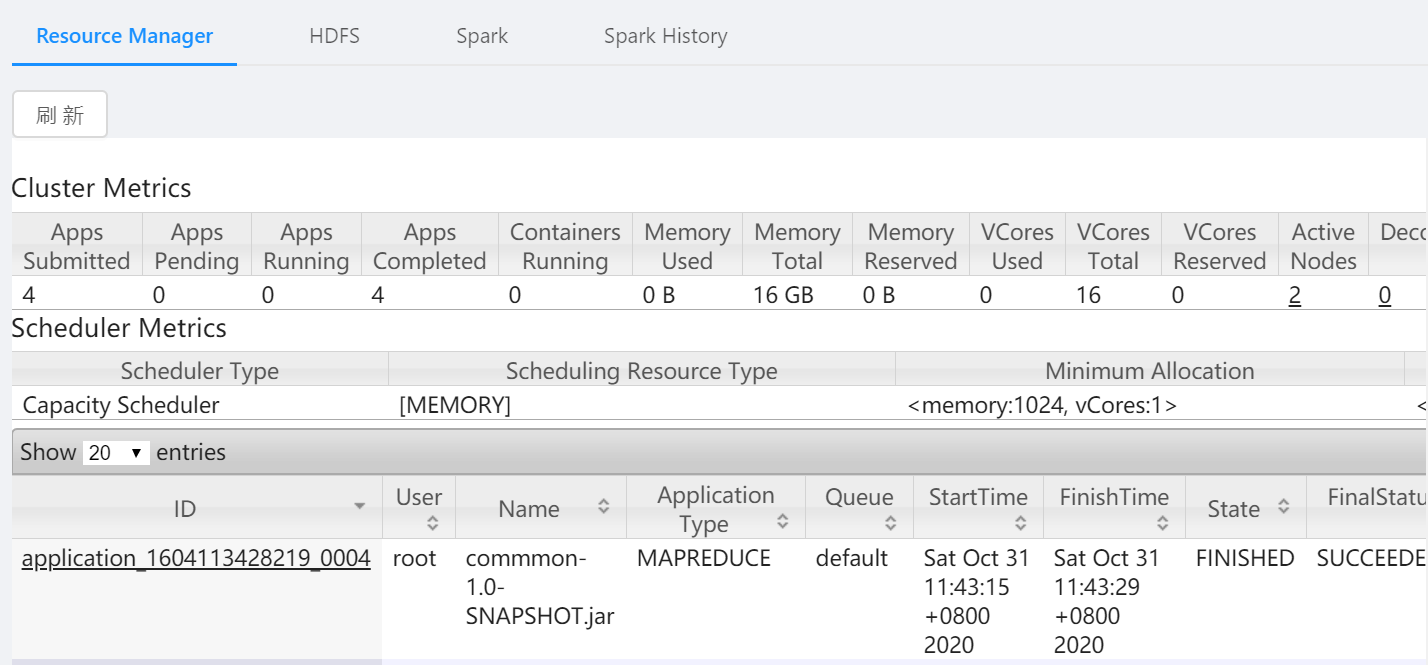 Resource Manager HDFS Spark Spark History
刷 新
Cluster Metrics
Apps Apps Apps Apps Containers Memory Memory Memory VCores VCores VCores Active Deco
Submitted Pending Running Completed Running Used Total Reserved Used Total Reserved Nodes
4 0 0 4 0 0 B 16 GB 0 B 0 16 0 2 0
Scheduler Metrics
Scheduler Type Scheduling Resource Type Minimum Allocation
Capacity Scheduler [MEMORY] <memory:1024, vCores:1> <
Show 20 entries
ID User Name Application Type Queue StartTime FinishTime State FinalStatu
application_1604113428219_0004 root commmon- MAPREDUCE default Sat Oct 31 Sat Oct 31 FINISHED SUCCEEDE
1.0- 11:43:15 11:43:29
SNAPSHOT.jar +0800 +0800
2020 2020